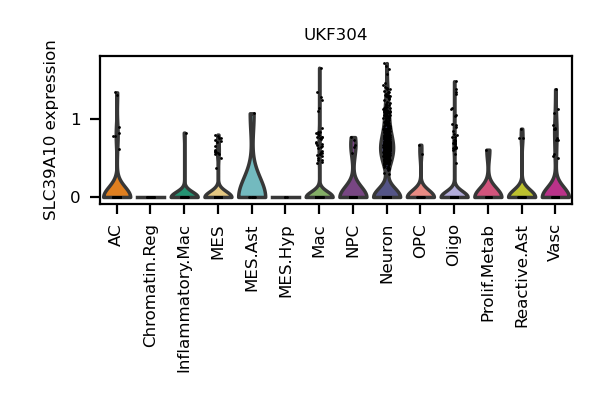 UKF304
SLC39A10 expression
1
0
AC
Chromatin.Reg
Inflammatory.Mac
MES
MES.Ast
MES.Hyp
Mac
NPC
Neuron
OPC
Oligo
Prolif.Metab
Reactive.Ast
Vasc